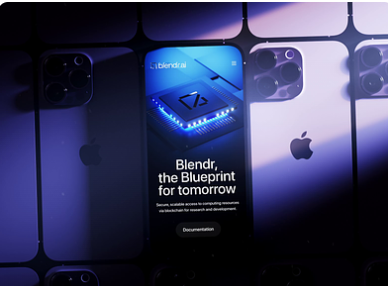 blendr.ai
Blendr,
the Blueprint
for tomorrow
Secure, scalable access to computing resources
via blockchain for research and development
Documentation